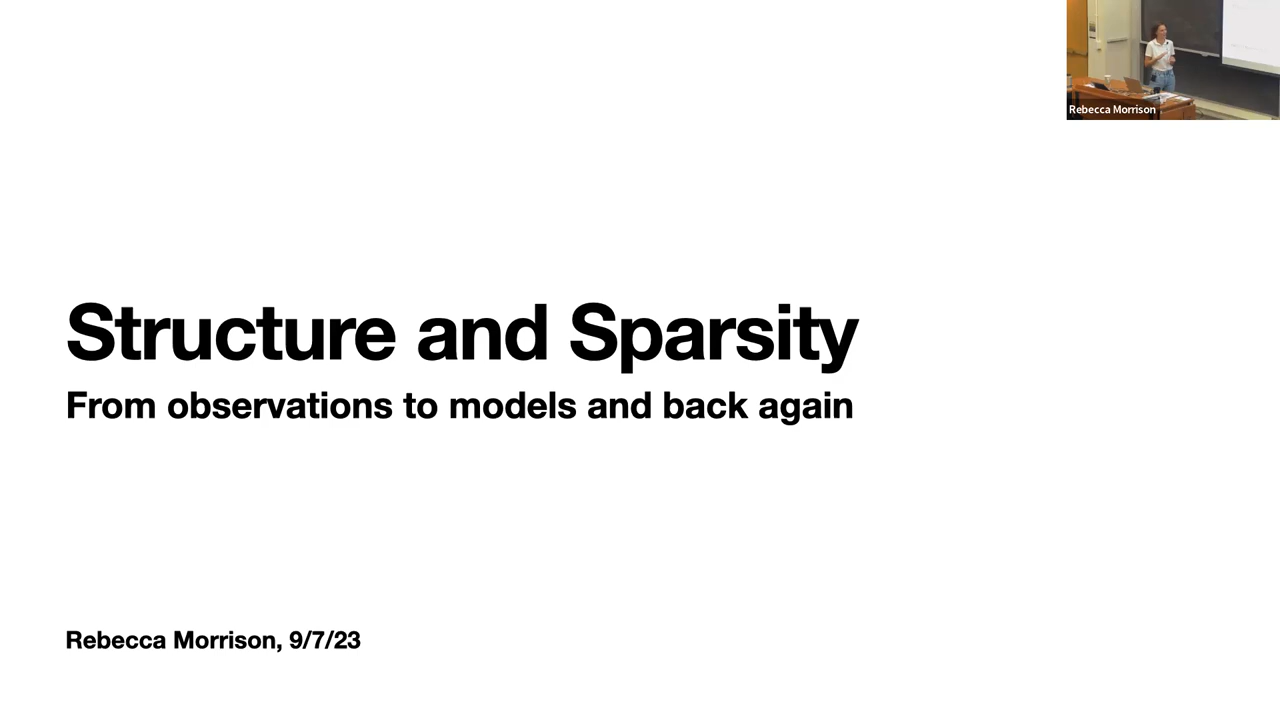 Rebecca Morrison
Structure and Sparsity
From observations to models and back again
Rebecca Morrison, 9/7/23